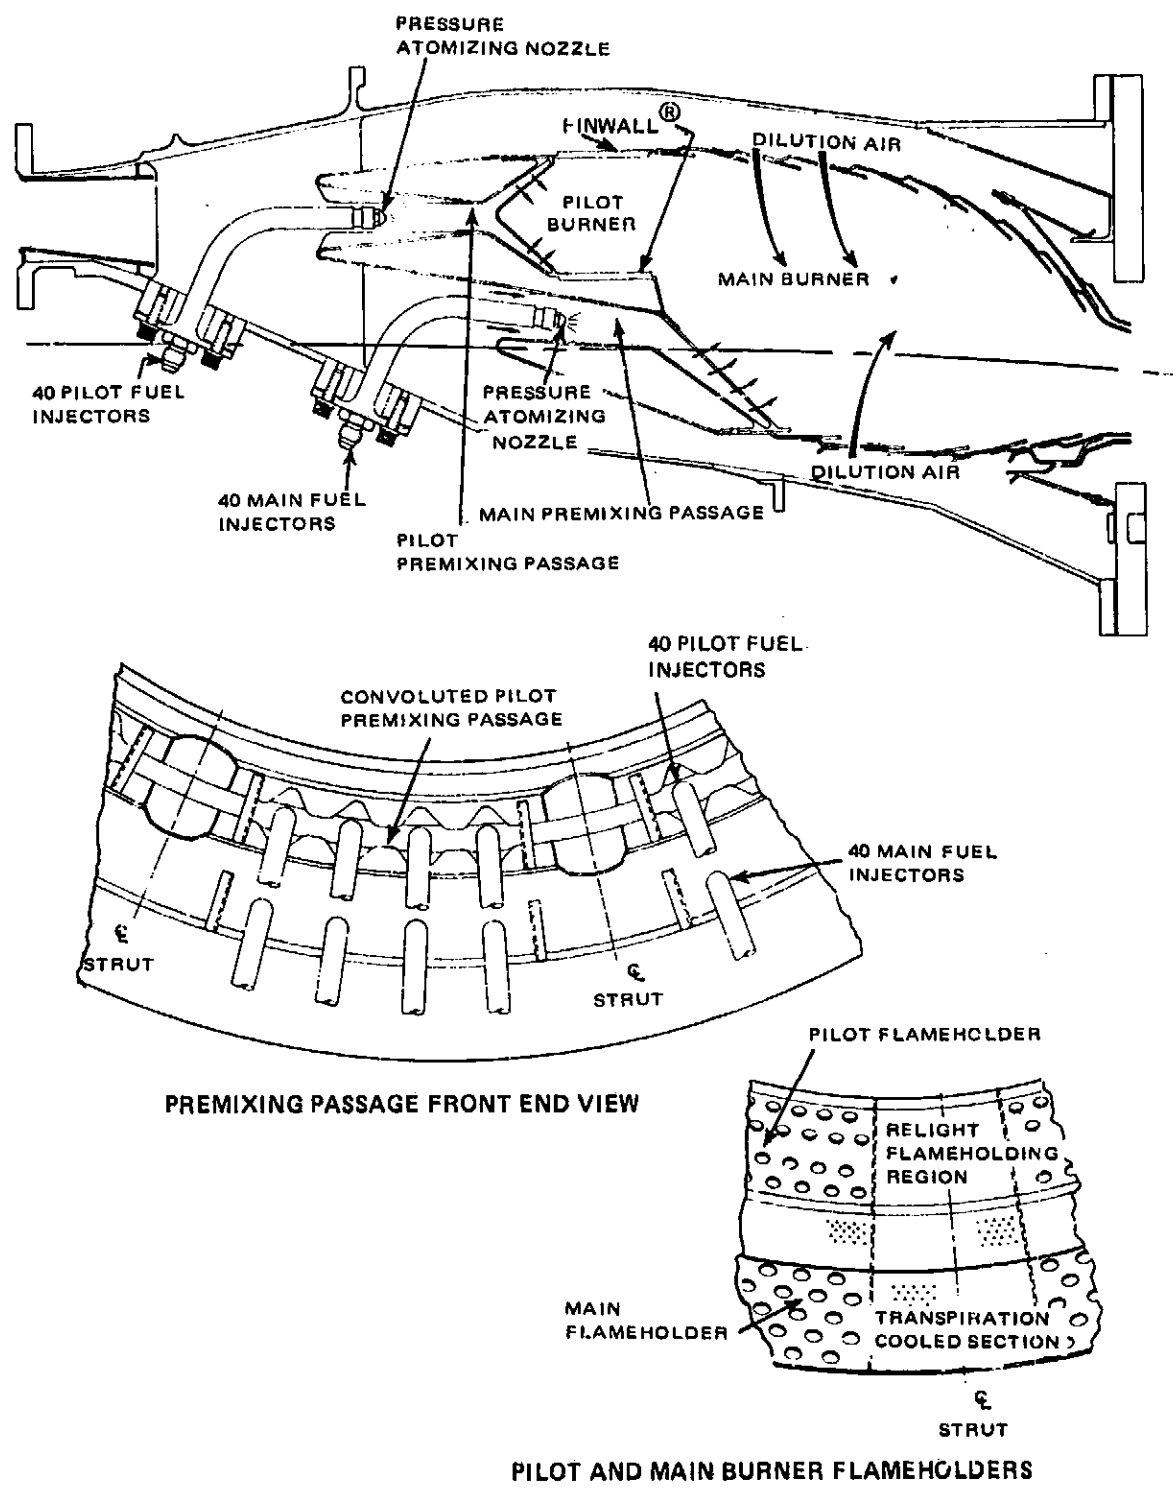 PRESSURE
ATOMIZING NOZZLE
FINWALL ®
DILUTION AIR
PILOT
BURNER
MAIN BURNER
40 PILOT FUEL
INJECTORS
PRESSURE
ATOMIZING
NOZZLE
DILUTION AIR
40 MAIN FUEL
INJECTORS
MAIN PREMIXING PASSAGE
PILOT
PREMIXING PASSAGE
40 PILOT FUEL
INJECTORS
CONVOLUTED PILOT
PREMIXING PASSAGE
40 MAIN FUEL
INJECTORS
℄
STRUT
℄
STRUT
PREMIXING PASSAGE FRONT END VIEW
PILOT FLAMEHOLDER
RELIGHT
FLAMEHOLDING
REGION
MAIN
FLAMEHOLDER
TRANSPIRATION
COOLED SECTION
℄
STRUT
PILOT AND MAIN BURNER FLAMEHOLDERS